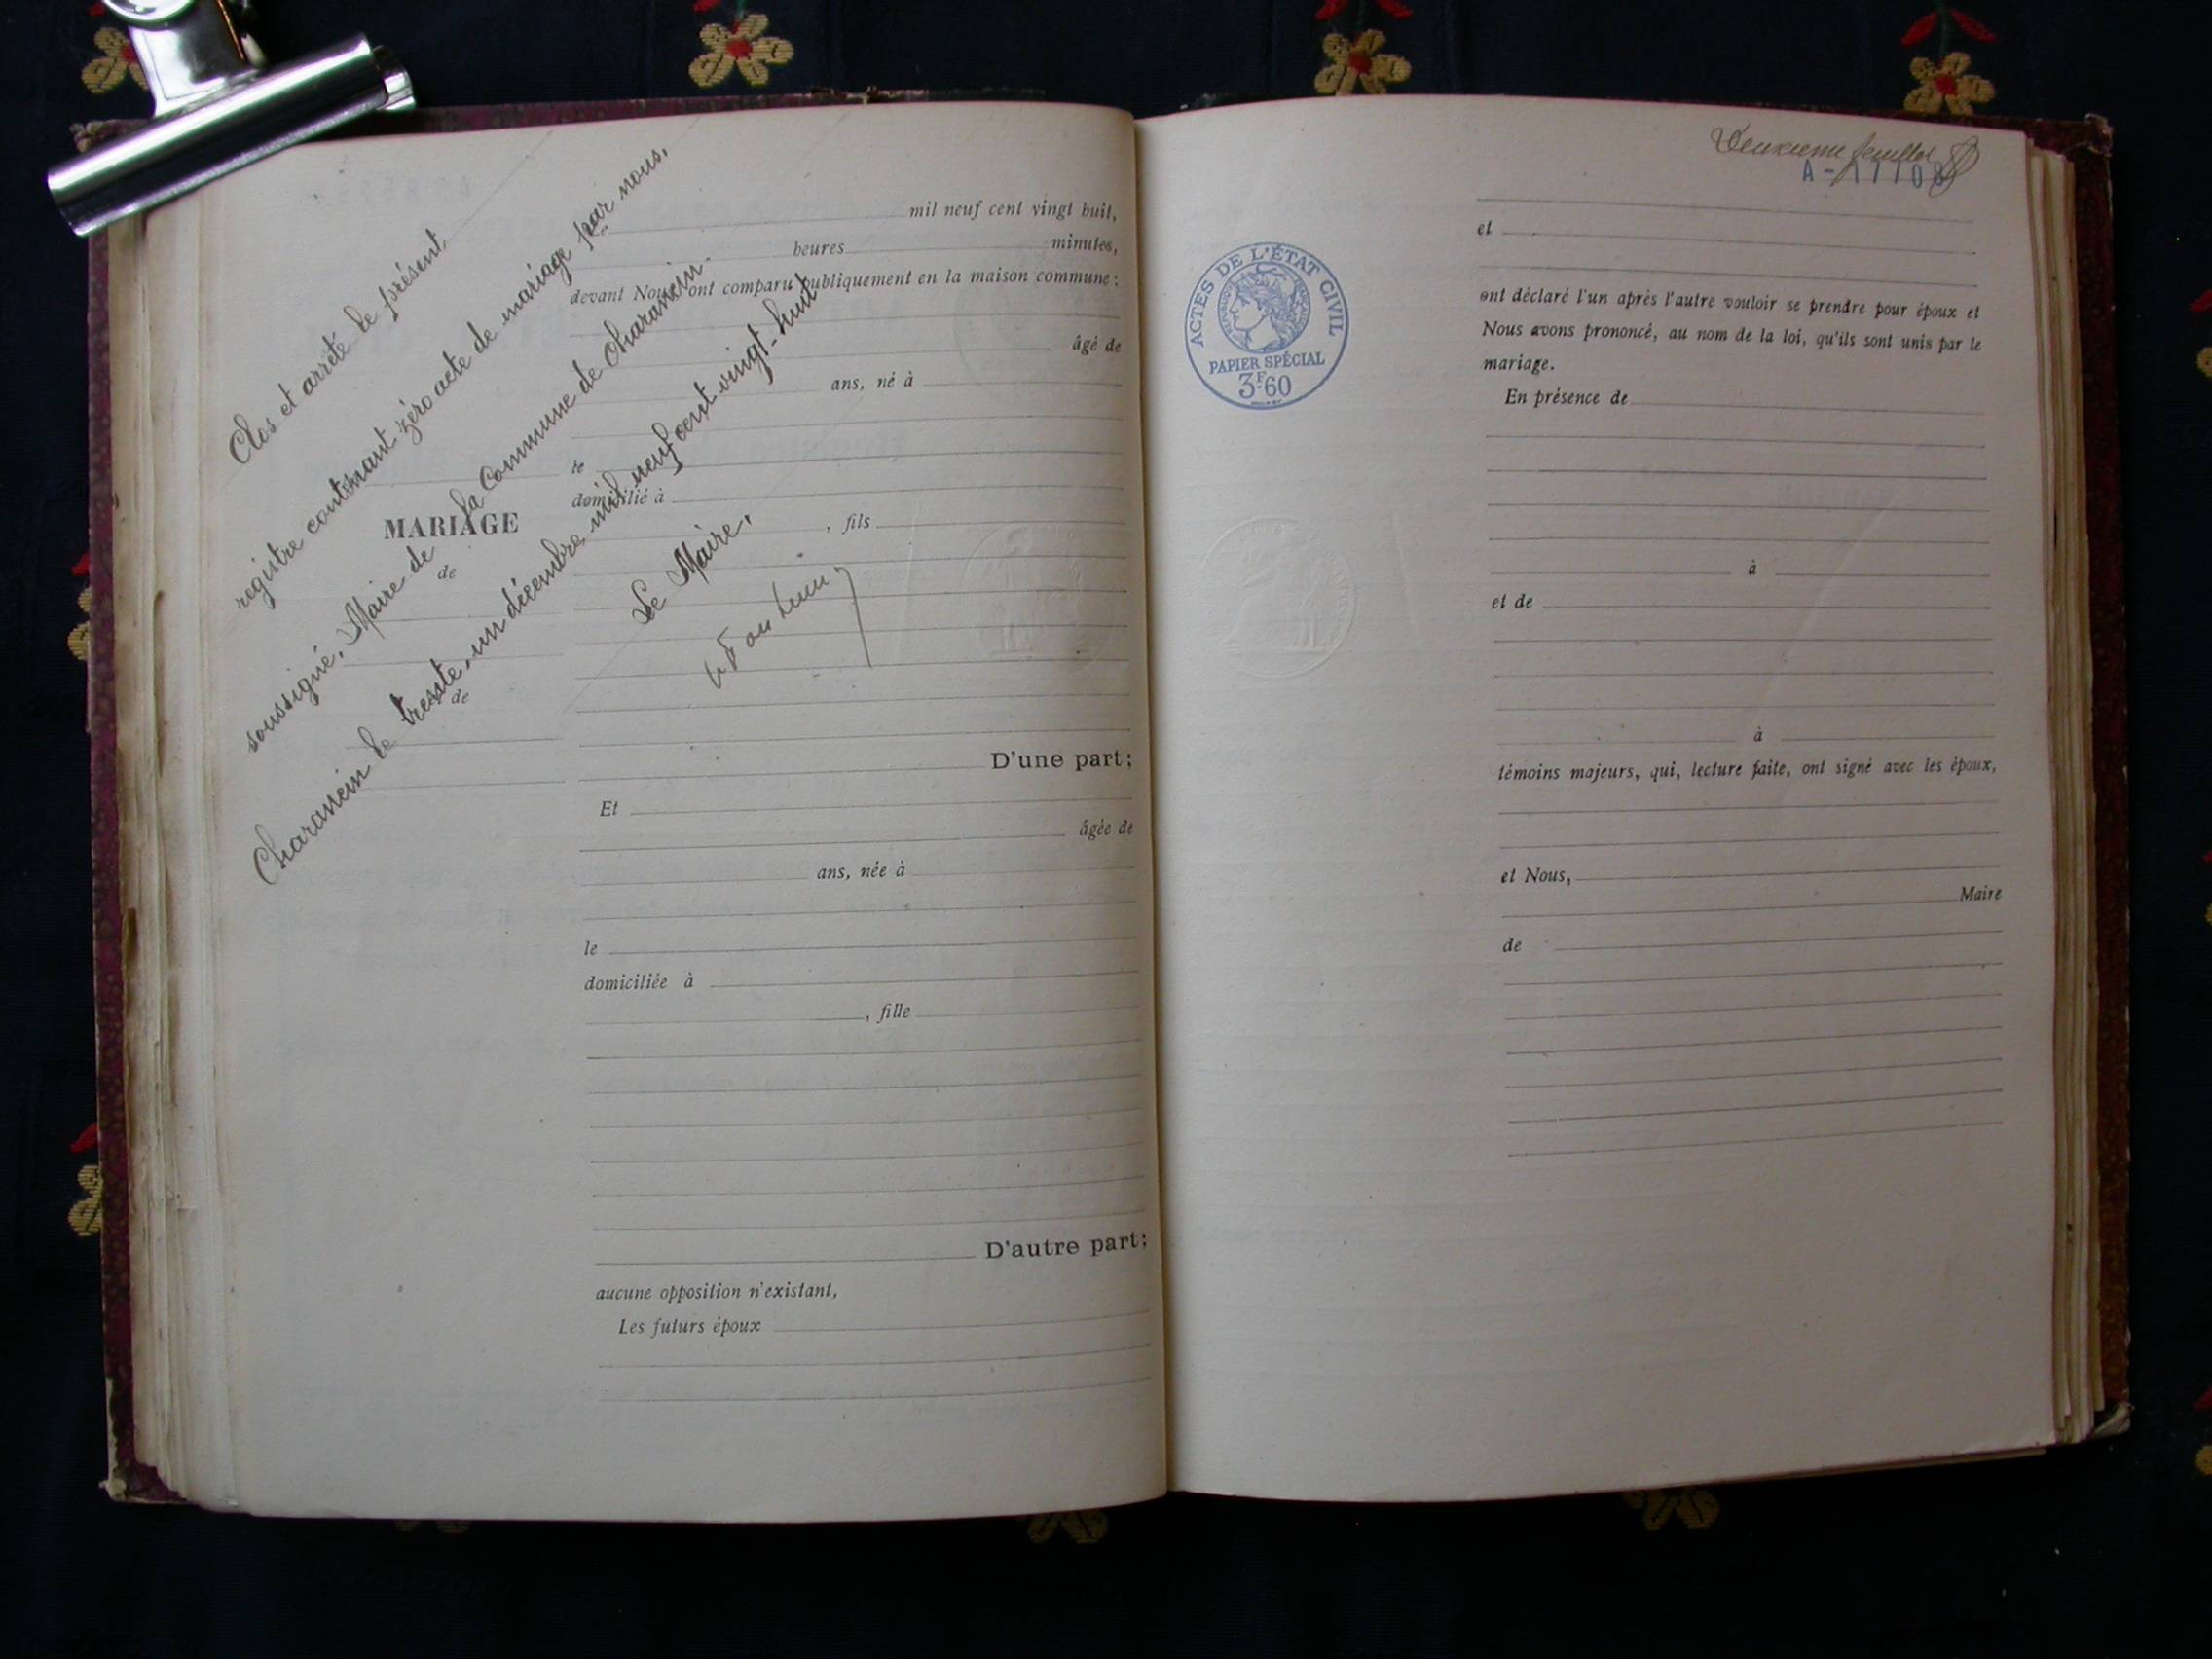 Clos et arrêté le présent
registre contenant zéro acte de mariage par nous,
soussigné, Maire de la Commune de Charancin.
Charancin le trente-un décembre mil neuf cent vingt-huit
Le Maire,
MARIAGE
de
de
mil neuf cent vingt huit,
heures minutes,
devant Nous ont comparu publiquement en la maison commune :
âgé de
ans, né à
le
domicilié à
, fils
D'une part ;
Et
âgée de
ans, née à
le
domiciliée à
, fille
D'autre part ;
aucune opposition n'existant,
Les futurs époux
Deuxième feuillet
A - 17108
ACTES DE L'ÉTAT CIVIL
PAPIER SPÉCIAL
3F.60
et
ont déclaré l'un après l'autre vouloir se prendre pour époux et
Nous avons prononcé, au nom de la loi, qu'ils sont unis par le
mariage.
En présence de
à
et de
à
témoins majeurs, qui, lecture faite, ont signé avec les époux,
et Nous,
Maire
de